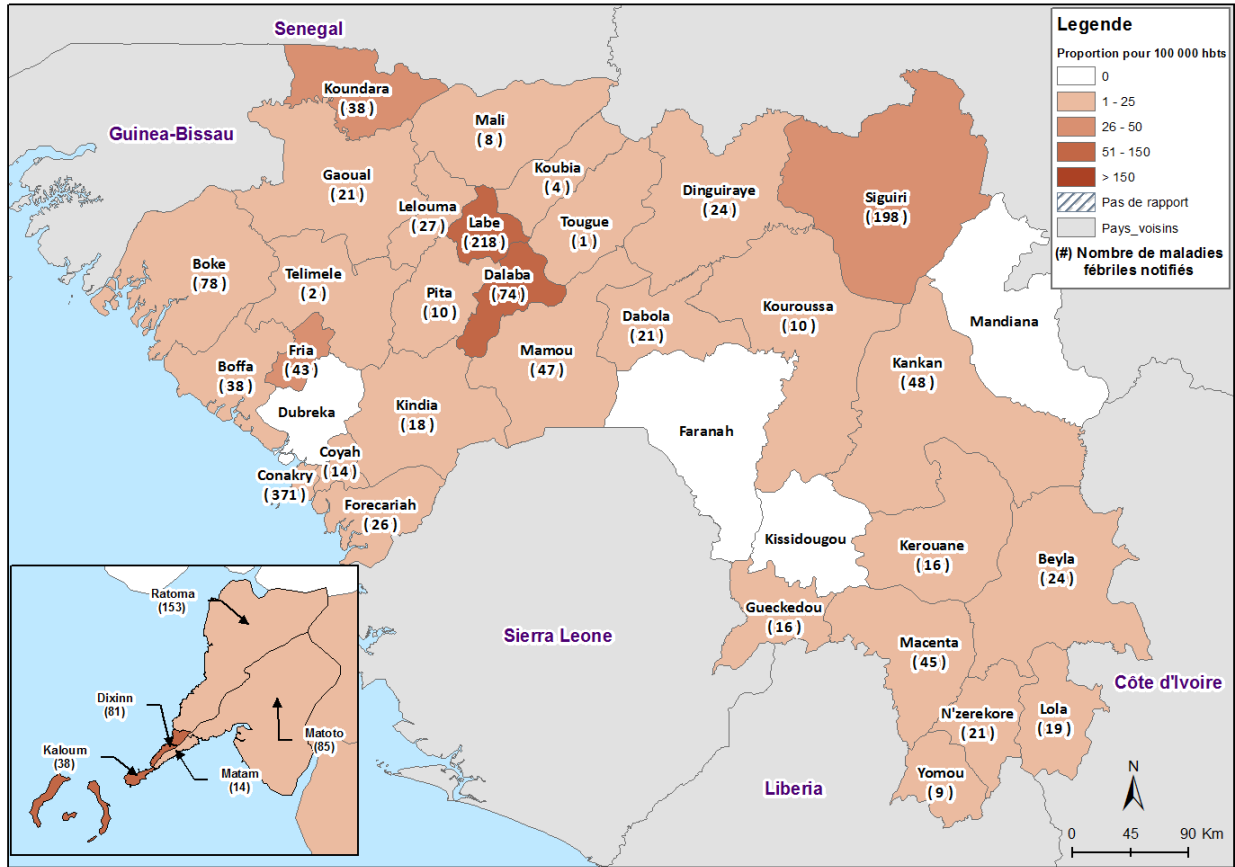 Senegal
Guinea-Bissau
Koundara
(38)
Mali
(8)
Gaoual
(21)
Koubia
(4)
Lelouma
(27)
Labe
(218)
Tougue
(1)
Dinguiraye
(24)
Siguiri
(198)
Boke
(78)
Telimele
(2)
Pita
(10)
Dalaba
(74)
Dabola
(21)
Kouroussa
(10)
Mandiana
Boffa
(38)
Fria
(43)
Mamou
(47)
Kankan
(48)
Dubreka
Kindia
(18)
Faranah
Coyah
(14)
Conakry
(371)
Forecariah
(26)
Kissidougou
Kerouane
(16)
Beyla
(24)
Gueckedou
(16)
Macenta
(45)
Sierra Leone
Côte d'Ivoire
N'zerekore
(21)
Lola
(19)
Yomou
(9)
Liberia
Legende
Proportion pour 100 000 hbts
0
1 - 25
26 - 50
51 - 150
> 150
Pas de rapport
Pays_voisins
(#) Nombre de maladies
fébriles notifiés
Ratoma
(153)
Dixinn
(81)
Kaloum
(38)
Matoto
(85)
Matam
(14)
N
0 45 90 Km